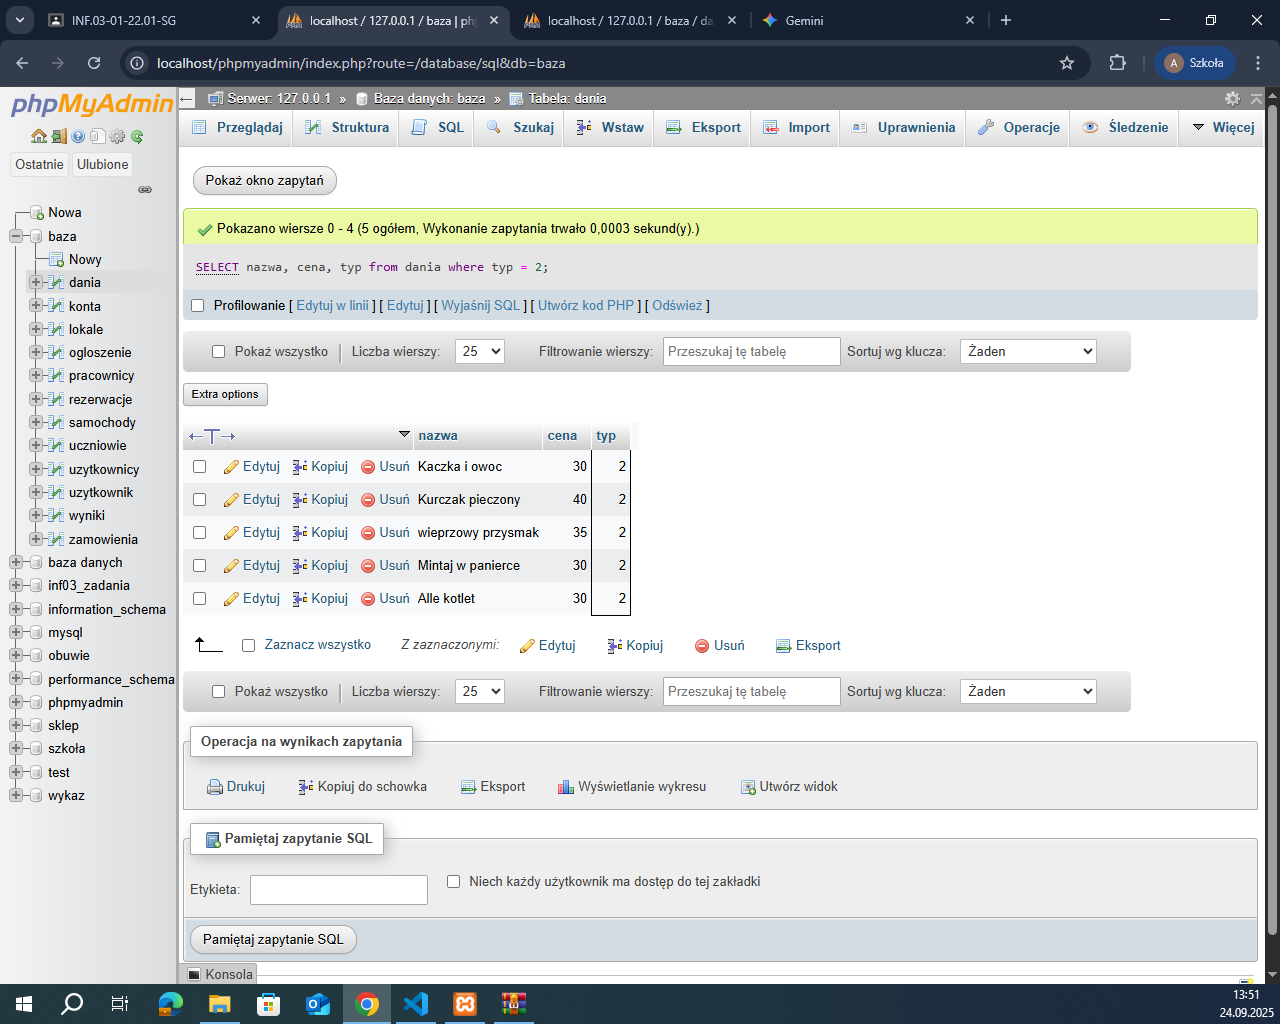 INF.03-01-22.01-SG
localhost / 127.0.0.1 / baza | ph
localhost / 127.0.0.1 / baza / da
Gemini
localhost/phpmyadmin/index.php?route=/database/sql&db=baza
A Szkoła
phpMyAdmin
Ostatnie Ulubione
Nowa
baza
Nowy
dania
konta
lokale
ogloszenie
pracownicy
rezerwacje
samochody
uczniowie
uzytkownicy
uzytkownik
wyniki
zamowienia
baza danych
inf03_zadania
information_schema
mysql
obuwie
performance_schema
phpmyadmin
sklep
szkoła
test
wykaz
Serwer: 127.0.0.1 » Baza danych: baza » Tabela: dania
Przeglądaj Struktura SQL Szukaj Wstaw Eksport Import Uprawnienia Operacje Śledzenie Więcej
Pokaż okno zapytań
Pokazano wiersze 0 - 4 (5 ogółem, Wykonanie zapytania trwało 0,0003 sekund(y).)
SELECT nazwa, cena, typ from dania where typ = 2;
Profilowanie [ Edytuj w linii ] [ Edytuj ] [ Wyjaśnij SQL ] [ Utwórz kod PHP ] [ Odśwież ]
Pokaż wszystko Liczba wierszy: 25 Filtrowanie wierszy: Przeszukaj tę tabelę Sortuj wg klucza: Żaden
Extra options
nazwa cena typ
Edytuj Kopiuj Usuń Kaczka i owoc 30 2
Edytuj Kopiuj Usuń Kurczak pieczony 40 2
Edytuj Kopiuj Usuń wieprzowy przysmak 35 2
Edytuj Kopiuj Usuń Mintaj w panierce 30 2
Edytuj Kopiuj Usuń Alle kotlet 30 2
Zaznacz wszystko Z zaznaczonymi: Edytuj Kopiuj Usuń Eksport
Pokaż wszystko Liczba wierszy: 25 Filtrowanie wierszy: Przeszukaj tę tabelę Sortuj wg klucza: Żaden
Operacja na wynikach zapytania
Drukuj Kopiuj do schowka Eksport Wyświetlanie wykresu Utwórz widok
Pamiętaj zapytanie SQL
Etykieta: Niech każdy użytkownik ma dostęp do tej zakładki
Pamiętaj zapytanie SQL
Konsola
13:51
24.09.2025